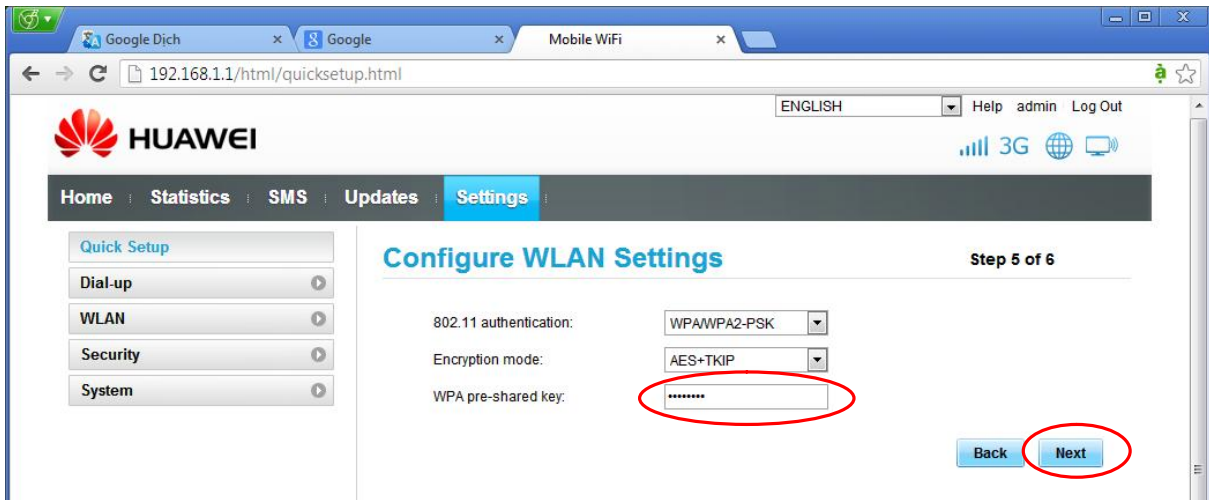 Google Dịch
Google
Mobile WiFi
192.168.1.1/html/quicksetup.html
ENGLISH
Help admin Log Out
HUAWEI
3G
Home Statistics SMS Updates Settings
Quick Setup
Configure WLAN Settings
Step 5 of 6
Dial-up
WLAN
802.11 authentication: WPA/WPA2-PSK
Security
Encryption mode: AES+TKIP
System
WPA pre-shared key: ••••••••
Back Next